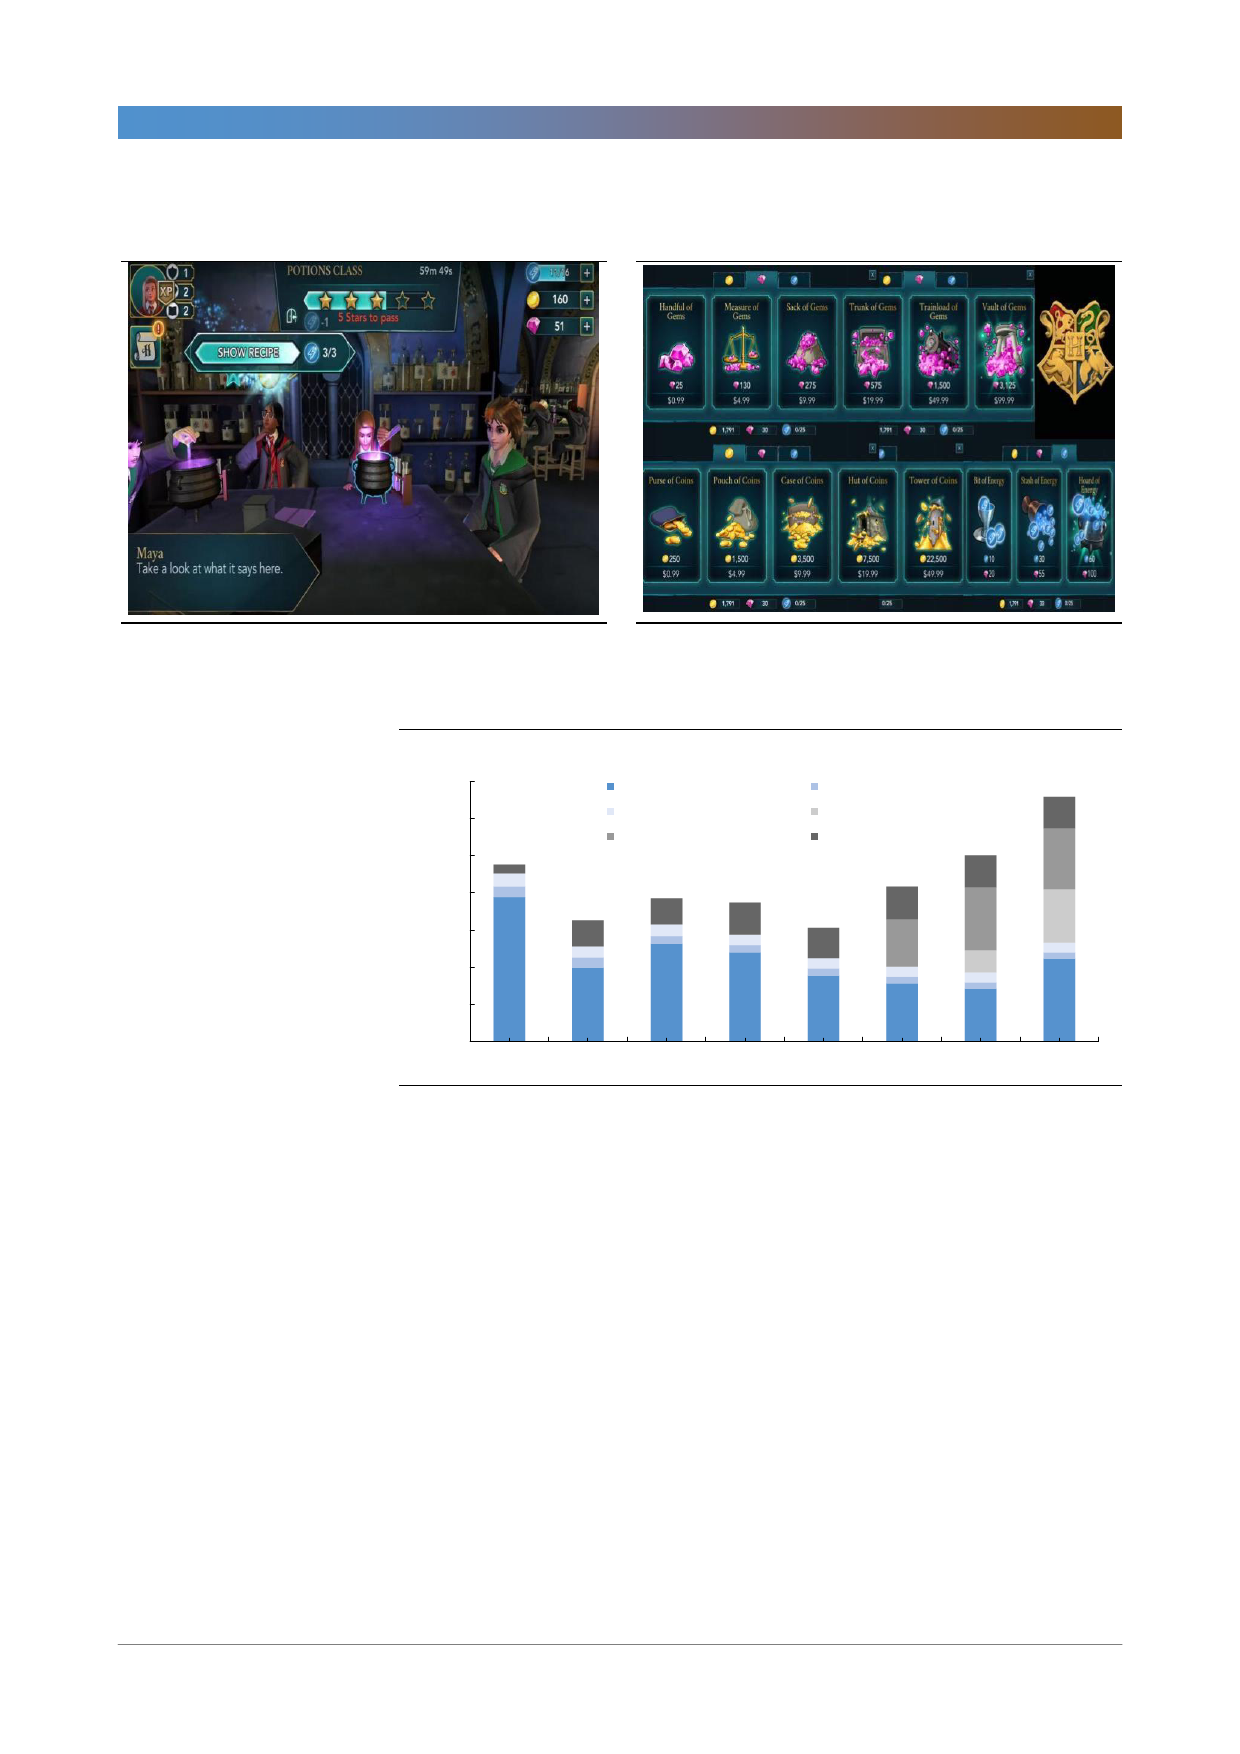 POTIONS CLASS
59m 49s
1
XP 2
2
160
51
-1
5 Stars to pass
SHOW RECIPE 3/3
Maya
Take a look at what it says here.
Handful of Gems
25
$0.99
Measure of Gems
130
$4.99
Sack of Gems
275
$9.99
Trunk of Gems
575
$19.99
Trainload of Gems
1,500
$49.99
Vault of Gems
3,125
$99.99
H
1,791 30 0/25
1,791 30 0/25
Purse of Coins
250
$0.99
Pouch of Coins
1,500
$4.99
Case of Coins
3,500
$9.99
Hut of Coins
7,500
$19.99
Tower of Coins
22,500
$49.99
Bit of Energy
10
20
Stash of Energy
30
55
Hoard of Energy
60
100
1,791 30 0/25
0/25
1,791 30 0/25